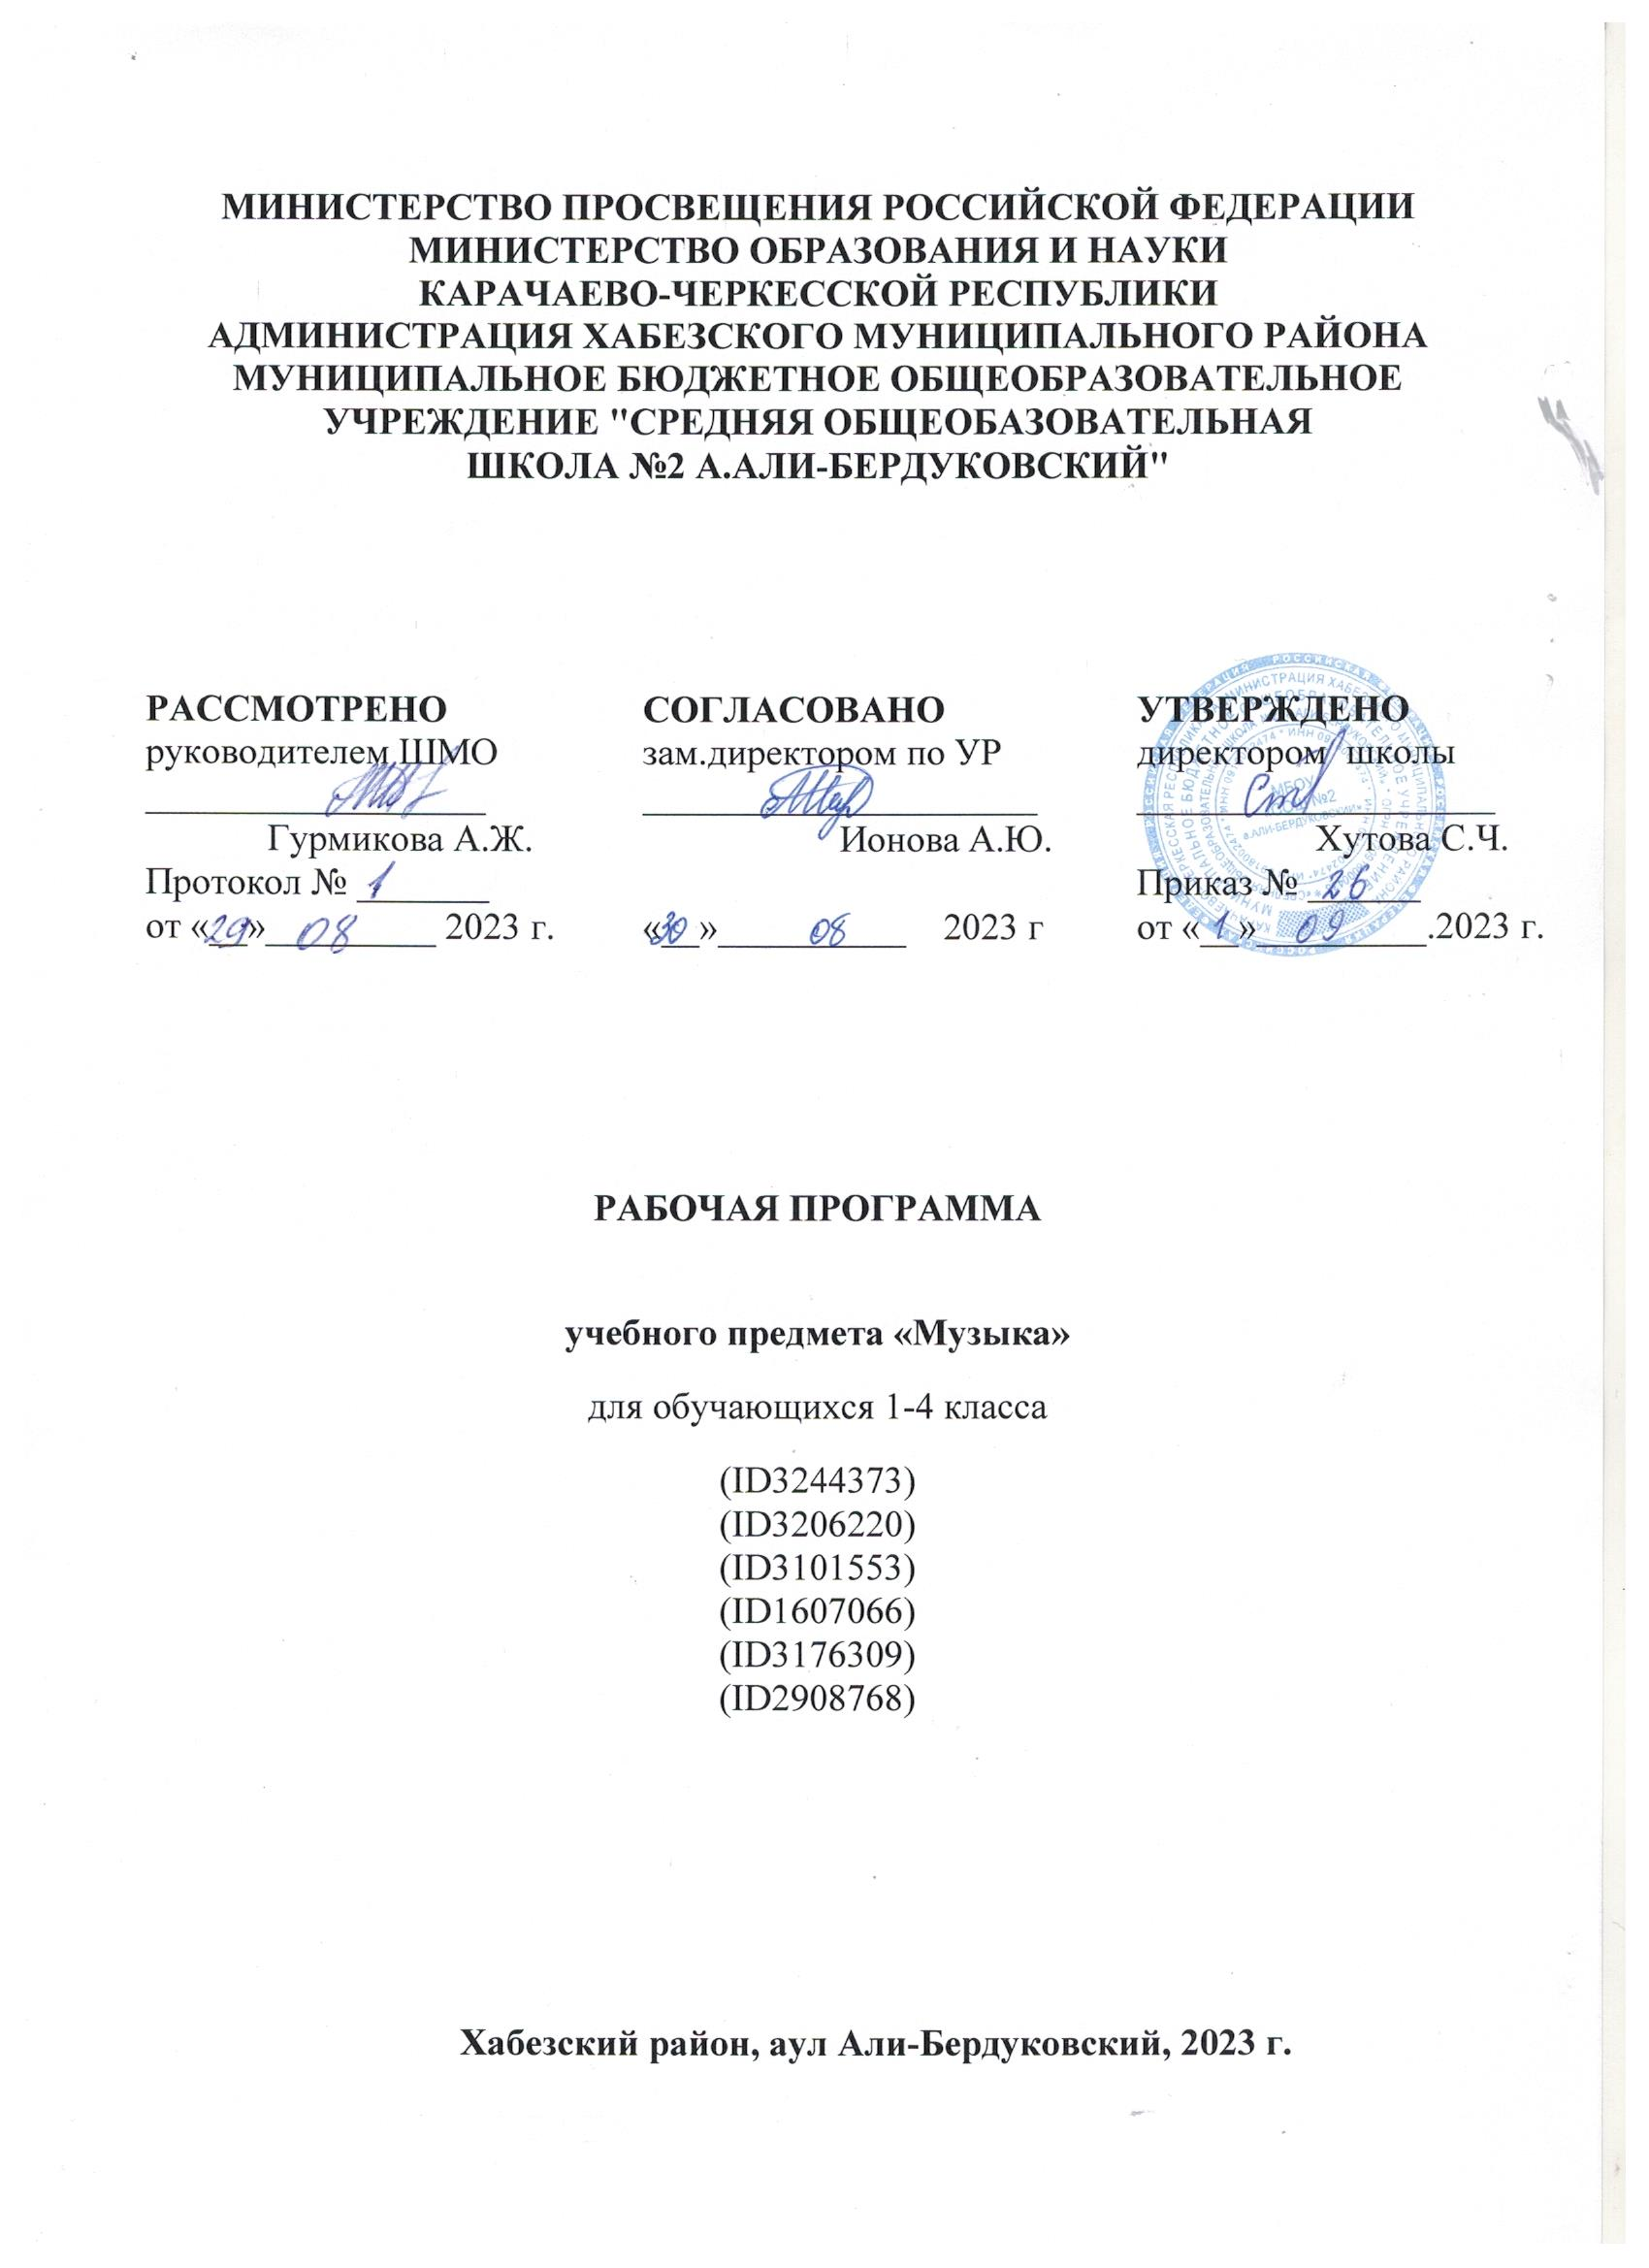 МИНИСТЕРСТВО ПРОСВЕЩЕНИЯ РОССИЙСКОЙ ФЕДЕРАЦИИ
МИНИСТЕРСТВО ОБРАЗОВАНИЯ И НАУКИ
КАРАЧАЕВО-ЧЕРКЕССКОЙ РЕСПУБЛИКИ
АДМИНИСТРАЦИЯ ХАБЕЗСКОГО МУНИЦИПАЛЬНОГО РАЙОНА
МУНИЦИПАЛЬНОЕ БЮДЖЕТНОЕ ОБЩЕОБРАЗОВАТЕЛЬНОЕ
УЧРЕЖДЕНИЕ "СРЕДНЯЯ ОБЩЕОБАЗОВАТЕЛЬНАЯ
ШКОЛА №2 А.АЛИ-БЕРДУКОВСКИЙ"
РАССМОТРЕНО
руководителем ШМО
Гурмикова А.Ж.
Протокол № 1
от «29» 08 2023 г.
СОГЛАСОВАНО
зам.директором по УР
Ионова А.Ю.
«30» 08 2023 г
УТВЕРЖДЕНО
директором школы
МБОУ
№2
а.АЛИ-БЕРДУКОВСКИЙ»
Хутова С.Ч.
Приказ № 26
от «1» 09 .2023 г.
РАБОЧАЯ ПРОГРАММА
учебного предмета «Музыка»
для обучающихся 1-4 класса
(ID3244373)
(ID3206220)
(ID3101553)
(ID1607066)
(ID3176309)
(ID2908768)
Хабезский район, аул Али-Бердуковский, 2023 г.